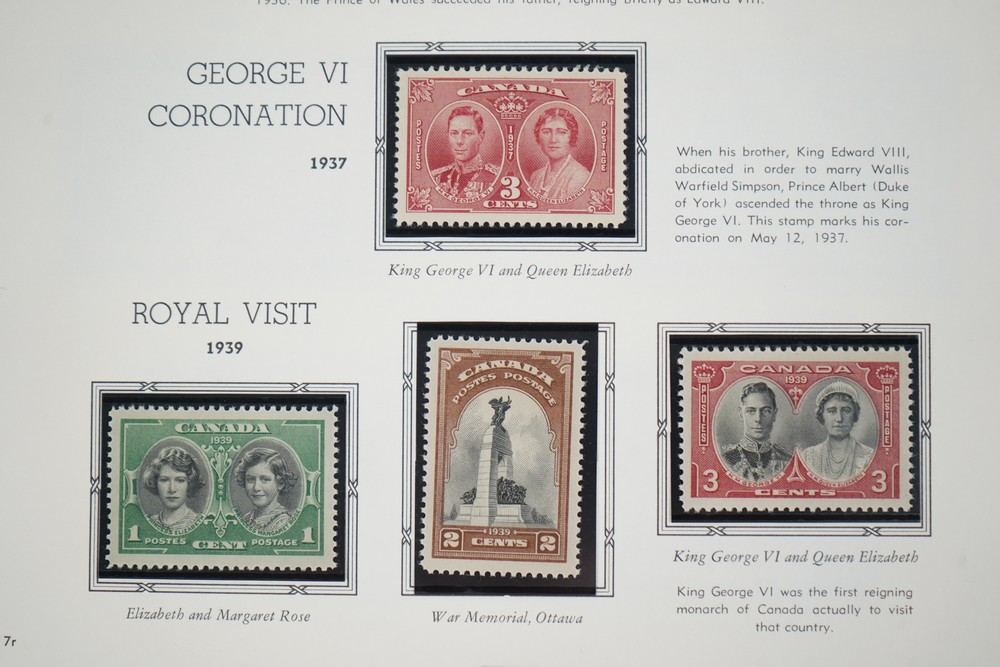 1936. The Prince of Wales succeeded his father, reigning briefly as Edward VIII.
GEORGE VI
CORONATION
1937
CANADA
POSTES
1937
POSTAGE
3
CENTS
King George VI and Queen Elizabeth
When his brother, King Edward VIII,
abdicated in order to marry Wallis
Warfield Simpson, Prince Albert (Duke
of York) ascended the throne as King
George VI. This stamp marks his cor-
onation on May 12, 1937.
ROYAL VISIT
1939
CANADA
1939
1
POSTES
CENT
POSTAGE
1
Elizabeth and Margaret Rose
CANADA
POSTES POSTAGE
1939
2
CENTS
2
War Memorial, Ottawa
CANADA
1939
POSTES
POSTAGE
3
CENTS
3
King George VI and Queen Elizabeth
King George VI was the first reigning
monarch of Canada actually to visit
that country.
7r